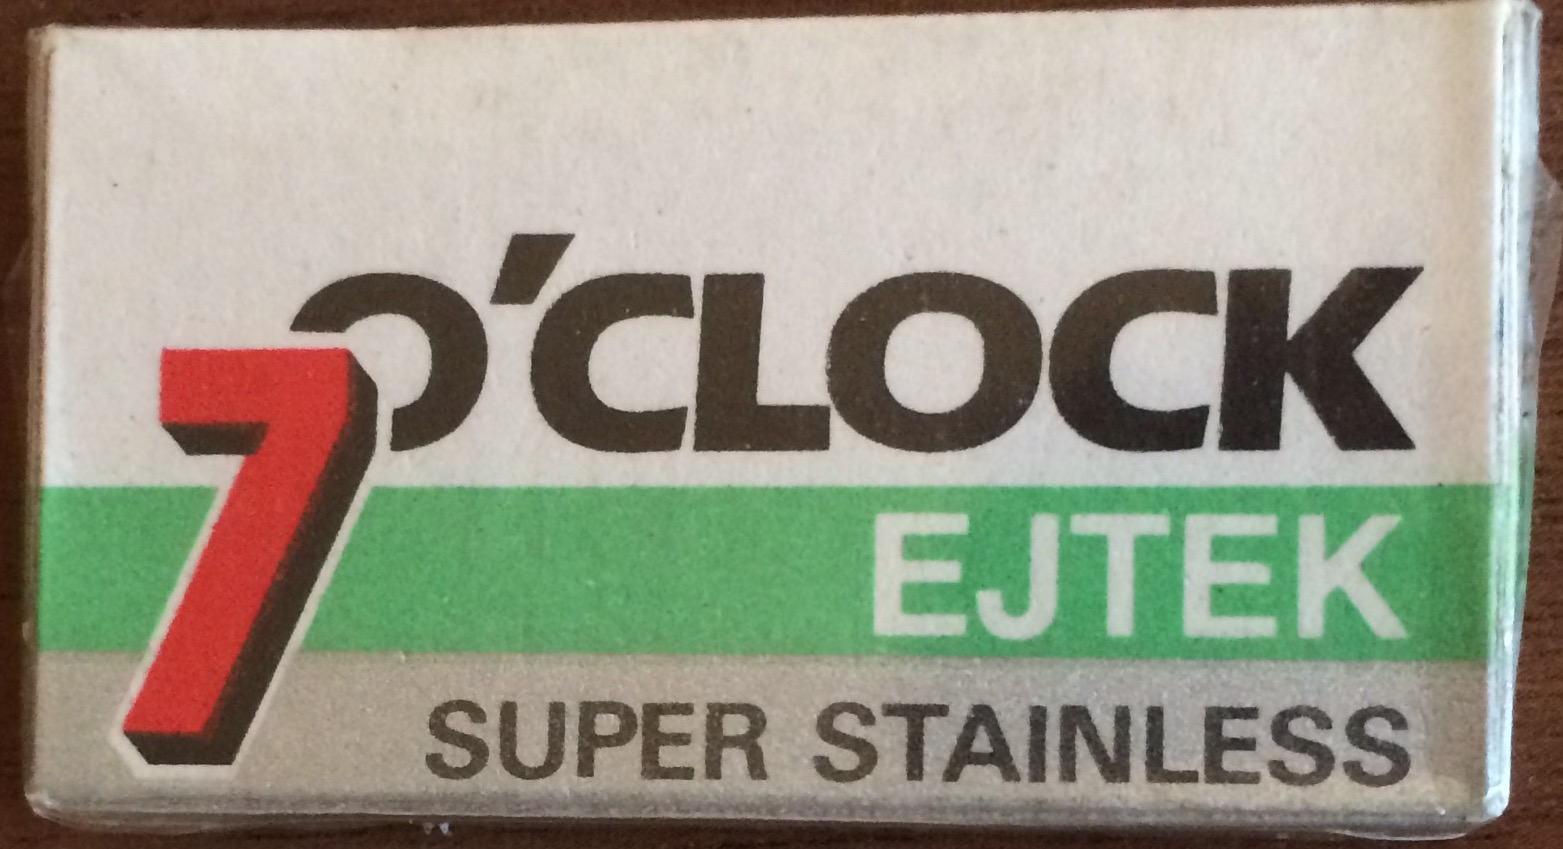 7 O'CLOCK
EJTEK
SUPER STAINLESS